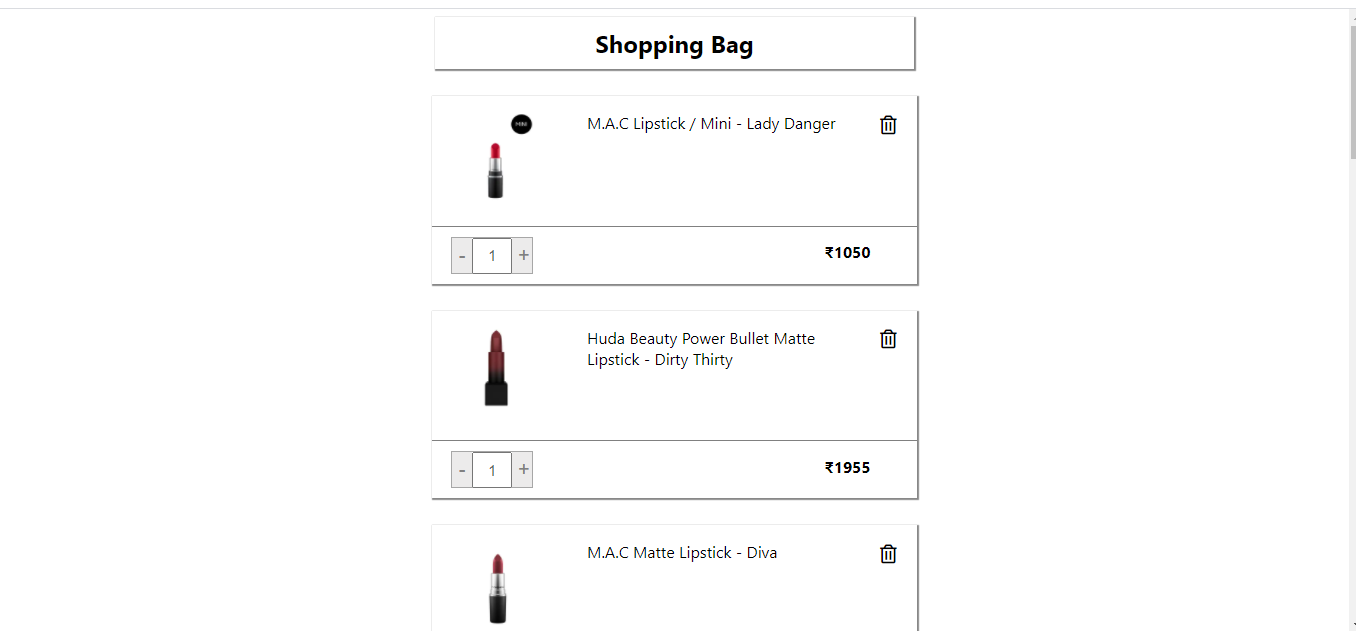 Shopping Bag
M.A.C Lipstick / Mini - Lady Danger
- 1 +
₹1050
Huda Beauty Power Bullet Matte
Lipstick - Dirty Thirty
- 1 +
₹1955
M.A.C Matte Lipstick - Diva